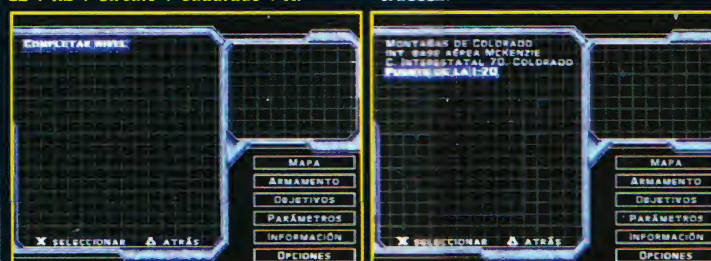 COMPLETAR NIVEL
MAPA
ARMAMENTO
OBJETIVOS
PARÁMETROS
INFORMACIÓN
OPCIONES
X SELECCIONAR Δ ATRÁS
MONTAÑAS DE COLORADO
INT. BASE AÉREA MCKENZIE
C. INTERESTATAL 70. COLORADO
PUENTE DE LA I-70
MAPA
ARMAMENTO
OBJETIVOS
PARÁMETROS
INFORMACIÓN
OPCIONES
X SELECCIONAR Δ ATRÁS